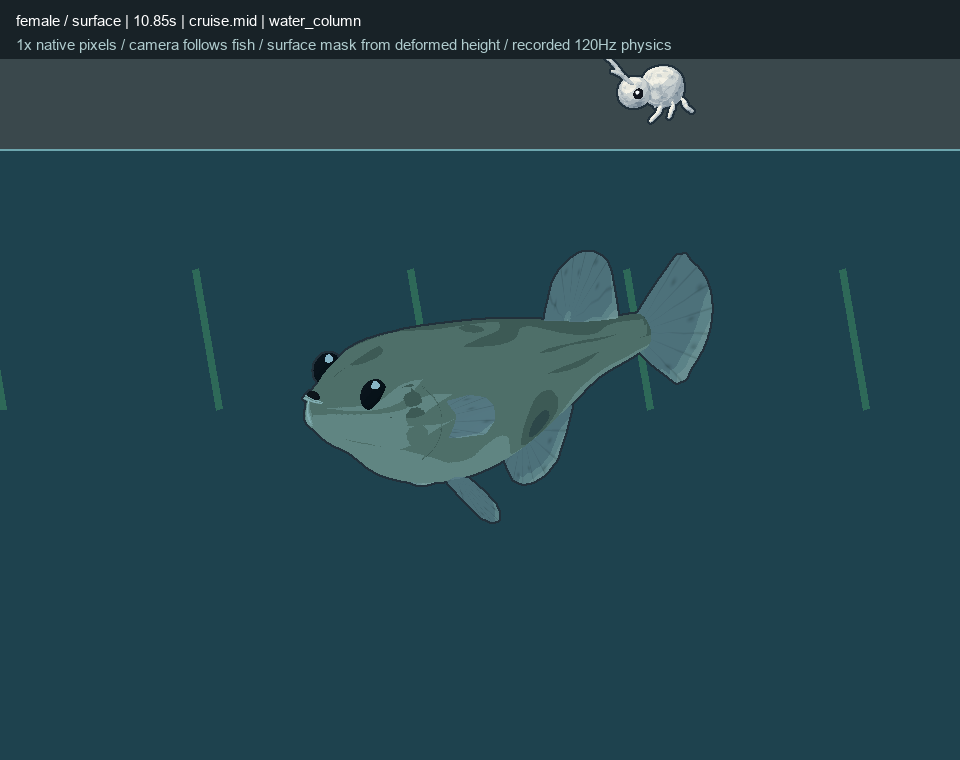 female / surface | 10.85s | cruise.mid | water_column
1x native pixels / camera follows fish / surface mask from deformed height / recorded 120Hz physics